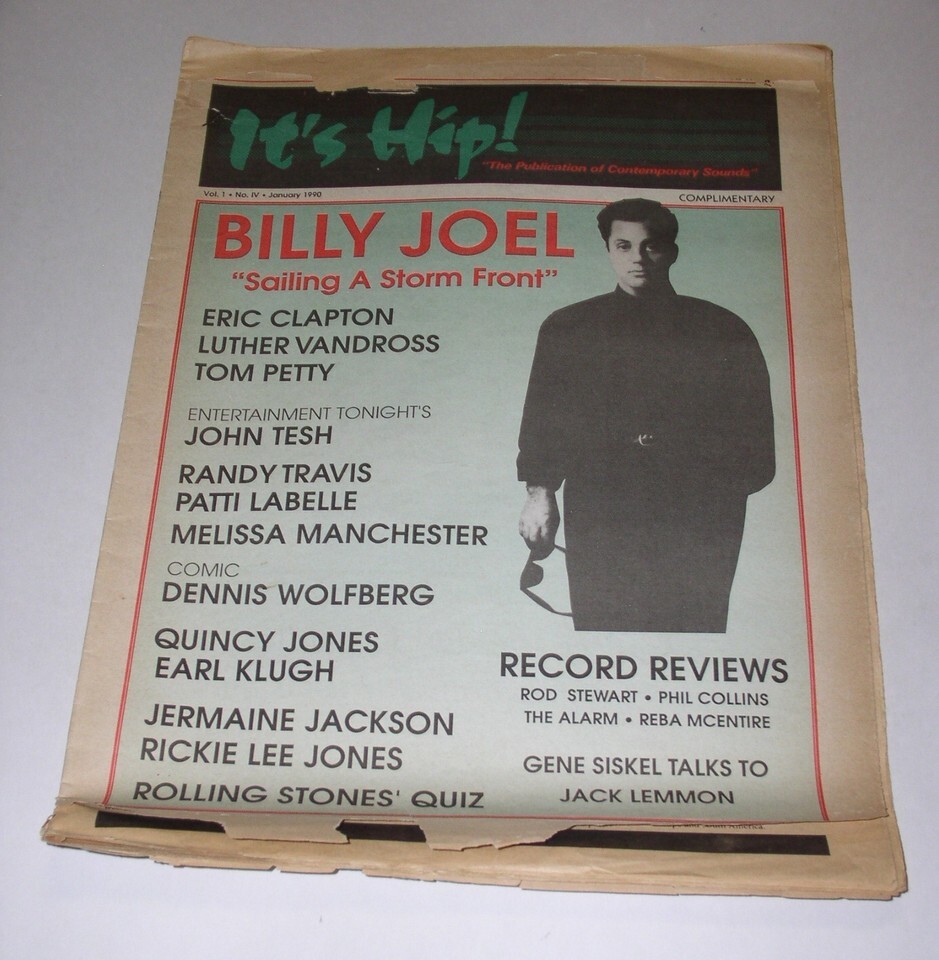 It's Hip!
"The Publication of Contemporary Sounds"
Vol. 1 • No. IV • January 1990
COMPLIMENTARY
BILLY JOEL
"Sailing A Storm Front"
ERIC CLAPTON
LUTHER VANDROSS
TOM PETTY
ENTERTAINMENT TONIGHT'S
JOHN TESH
RANDY TRAVIS
PATTI LABELLE
MELISSA MANCHESTER
COMIC
DENNIS WOLFBERG
QUINCY JONES
EARL KLUGH
JERMAINE JACKSON
RICKIE LEE JONES
ROLLING STONES' QUIZ
RECORD REVIEWS
ROD STEWART • PHIL COLLINS
THE ALARM • REBA MCENTIRE
GENE SISKEL TALKS TO
JACK LEMMON